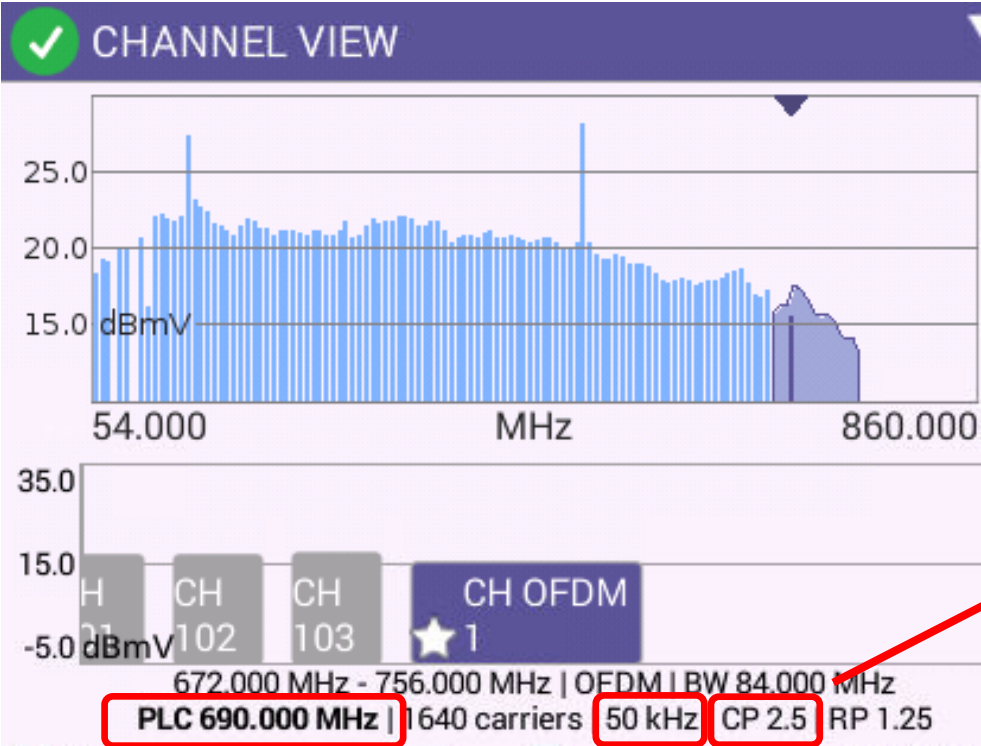 CHANNEL VIEW
25.0
20.0
15.0 dBmV
54.000 MHz 860.000
35.0
15.0
-5.0 dBmV
CH
102
CH
103
CH OFDM
1
672.000 MHz - 756.000 MHz | OFDM | BW 84.000 MHz
PLC 690.000 MHz | 1640 carriers 50 kHz CP 2.5 RP 1.25